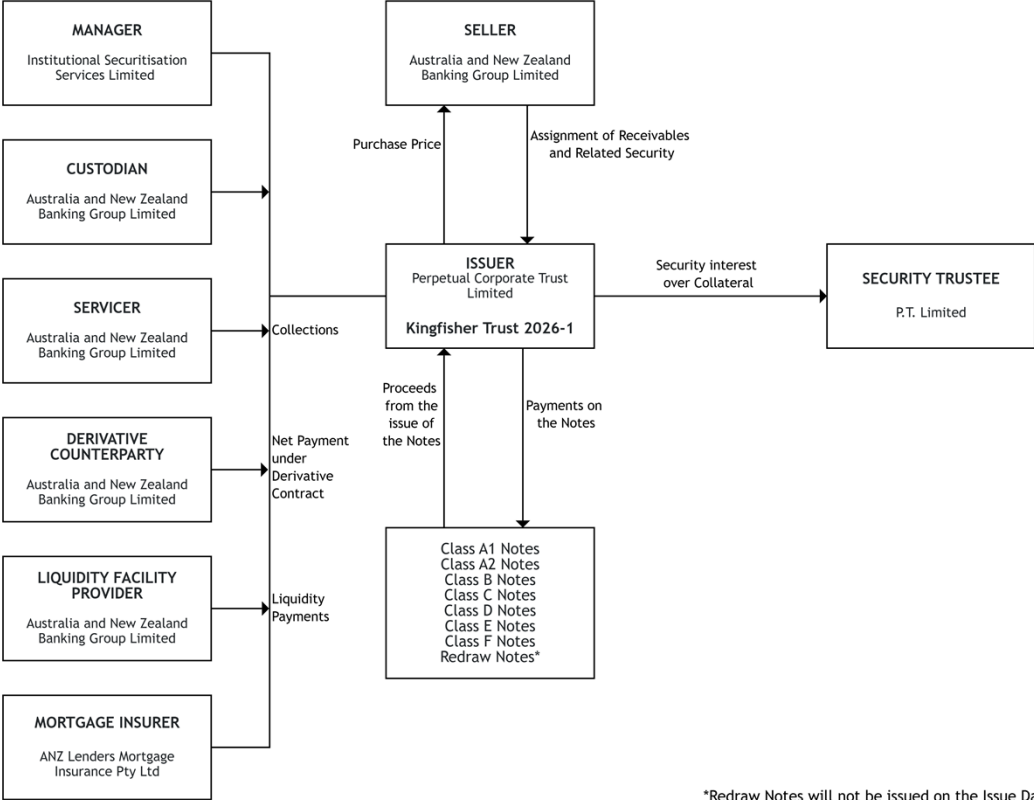 MANAGER
Institutional Securitisation
Services Limited
SELLER
Australia and New Zealand
Banking Group Limited
Purchase Price
Assignment of Receivables
and Related Security
CUSTODIAN
Australia and New Zealand
Banking Group Limited
ISSUER
Perpetual Corporate Trust
Limited
Kingfisher Trust 2026-1
Security interest
over Collateral
SECURITY TRUSTEE
P.T. Limited
SERVICER
Australia and New Zealand
Banking Group Limited
Collections
Proceeds
from the
issue of
the Notes
Payments on
the Notes
DERIVATIVE
COUNTERPARTY
Australia and New Zealand
Banking Group Limited
Net Payment
under
Derivative
Contract
LIQUIDITY FACILITY
PROVIDER
Australia and New Zealand
Banking Group Limited
Liquidity
Payments
Class A1 Notes
Class A2 Notes
Class B Notes
Class C Notes
Class D Notes
Class E Notes
Class F Notes
Redraw Notes*
MORTGAGE INSURER
ANZ Lenders Mortgage
Insurance Pty Ltd
*Redraw Notes will not be issued on the Issue